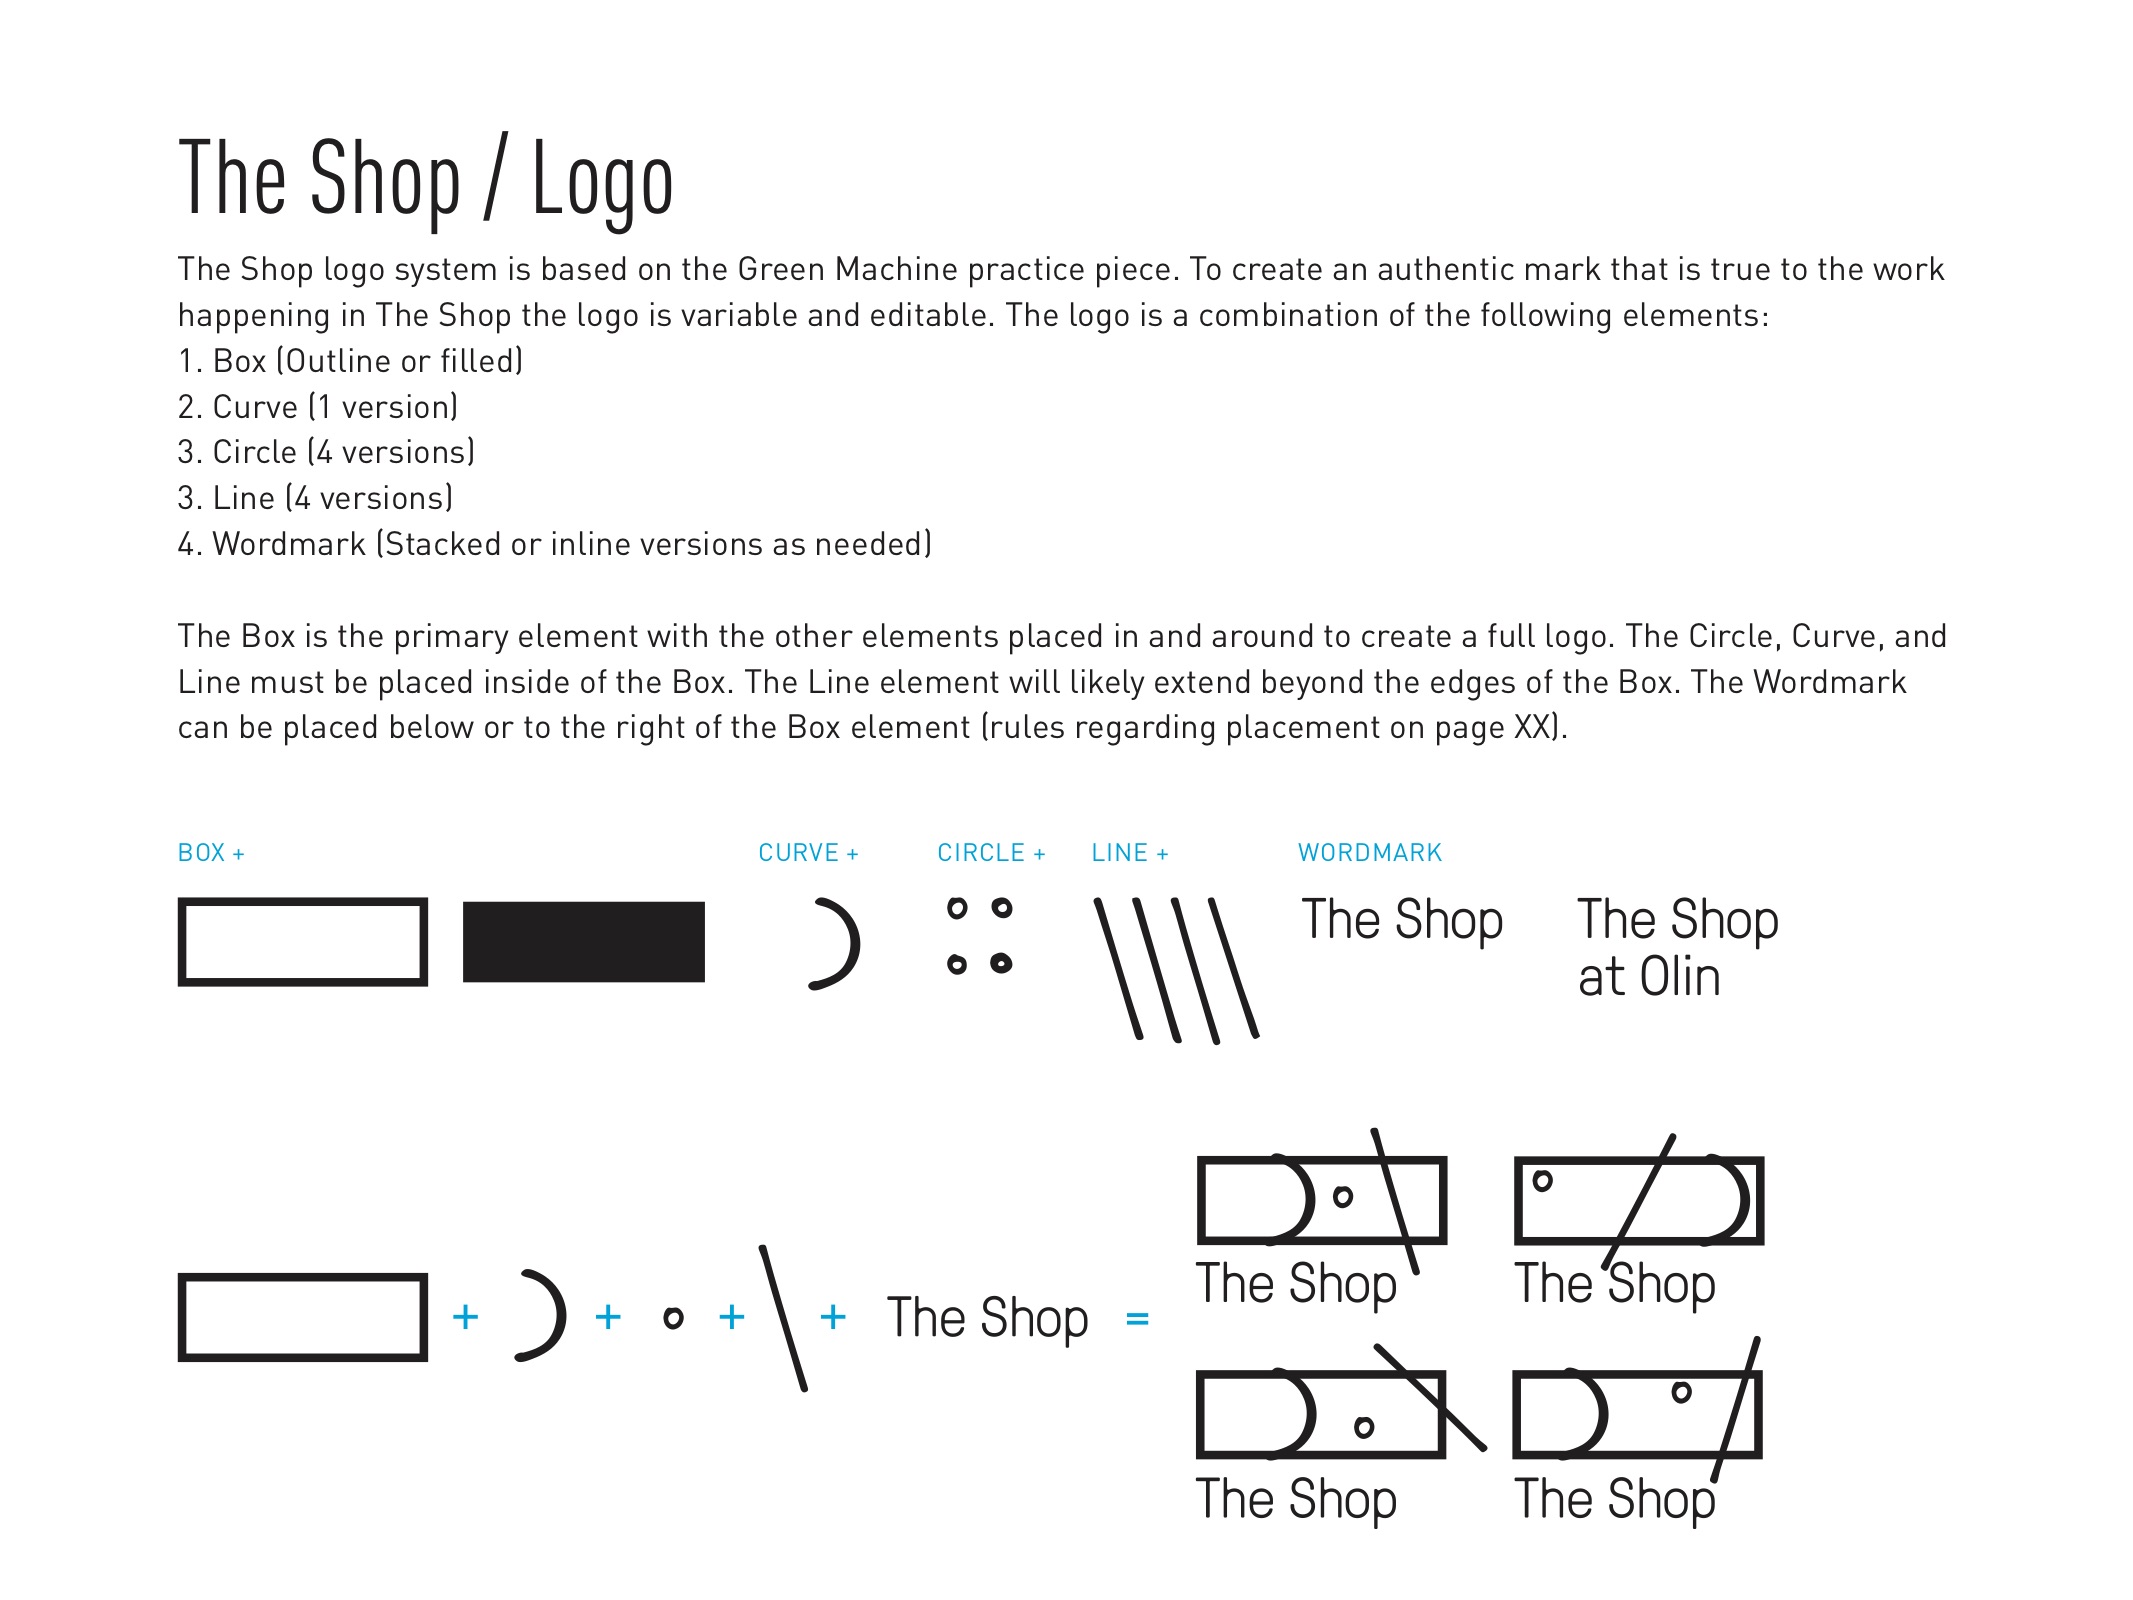 The Shop / Logo
The Shop logo system is based on the Green Machine practice piece. To create an authentic mark that is true to the work
happening in The Shop the logo is variable and editable. The logo is a combination of the following elements:
1. Box (Outline or filled)
2. Curve (1 version)
3. Circle (4 versions)
3. Line (4 versions)
4. Wordmark (Stacked or inline versions as needed)
The Box is the primary element with the other elements placed in and around to create a full logo. The Circle, Curve, and
Line must be placed inside of the Box. The Line element will likely extend beyond the edges of the Box. The Wordmark
can be placed below or to the right of the Box element (rules regarding placement on page XX).
BOX + CURVE + CIRCLE + LINE + WORDMARK
The Shop
The Shop
at Olin
+ + + + The Shop =
The Shop
The Shop
The Shop
The Shop